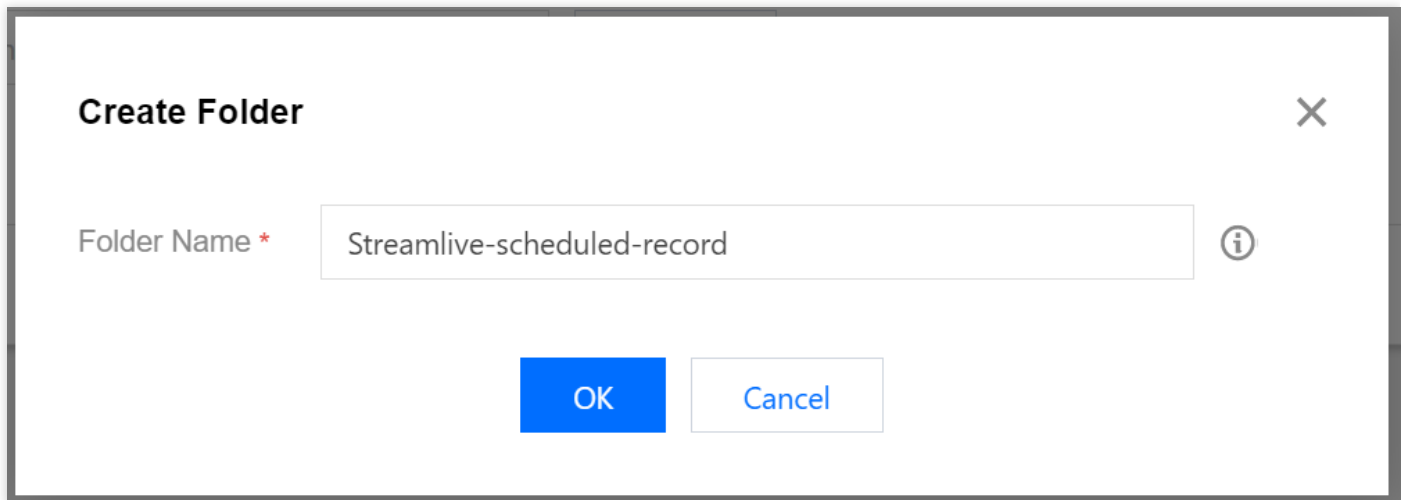 Create Folder
Folder Name *
Streamlive-scheduled-record
OK
Cancel